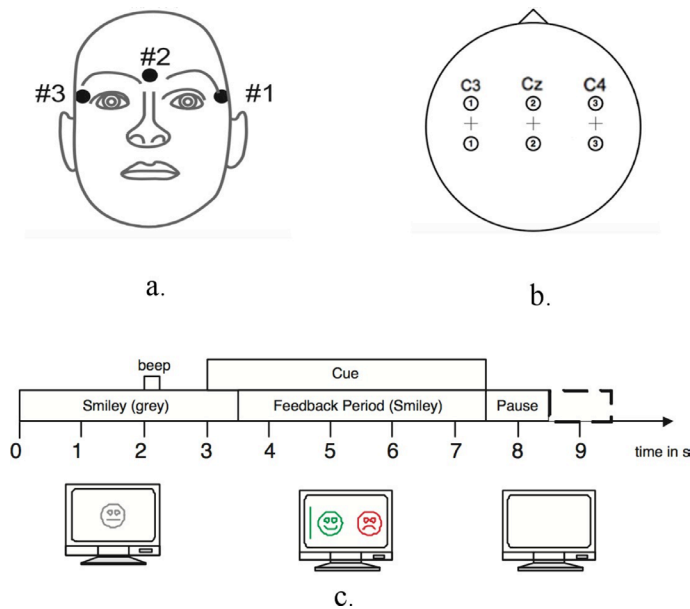 #2
#3
#1
a.
C3 Cz C4
1 2 3
1 2 3
b.
beep
Cue
Smiley (grey) Feedback Period (Smiley) Pause
0 1 2 3 4 5 6 7 8 9 time in s
c.